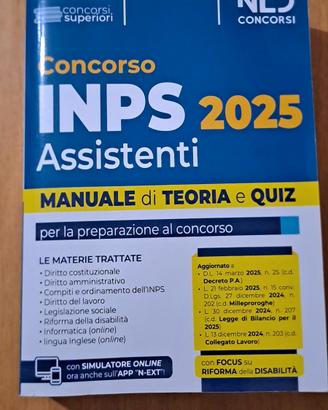 concorsi
superiori
NLD
CONCORSI
Concorso
INPS 2025
Assistenti
MANUALE di TEORIA e QUIZ
per la preparazione al concorso
LE MATERIE TRATTATE
• Diritto costituzionale
• Diritto amministrativo
• Compiti e ordinamento dell'INPS
• Diritto del lavoro
• Legislazione sociale
• Riforma della disabilità
• Informatica (online)
• lingua inglese (online)
Aggiornato a
• D.L. 14 marzo 2025, n. 25 (c.d.
Decreto P.A.)
• L. 21 febbraio 2025, n. 15 conv.
D.Lgs. 27 dicembre 2024, n.
202 (c.d. Milleproroghe)
• L. 30 dicembre 2024, n. 207
(c.d. Legge di Bilancio per il
2025)
• L. 13 dicembre 2024, n. 203 (c.d.
Collegato Lavoro)
con SIMULATORE ONLINE
ora anche sull'APP "N-EXT"!
con FOCUS su
RIFORMA della DISABILITÀ